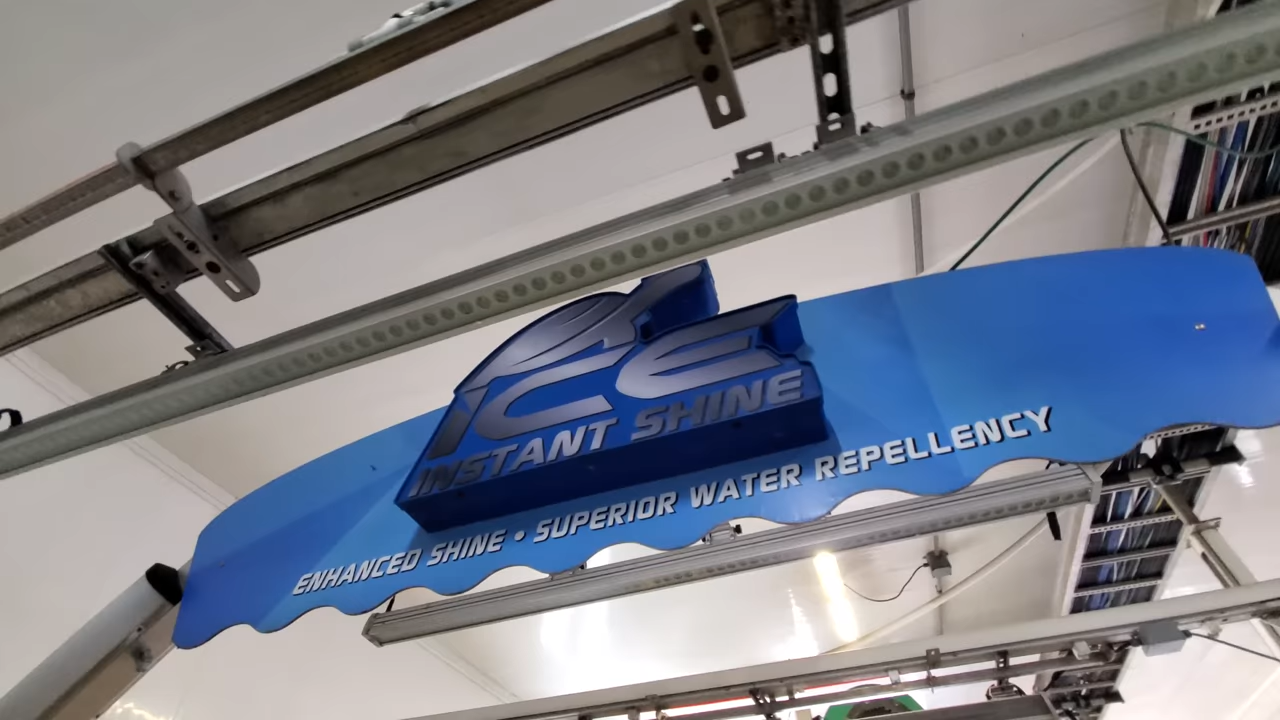 ICE
INSTANT SHINE
ENHANCED SHINE • SUPERIOR WATER REPELLENCY